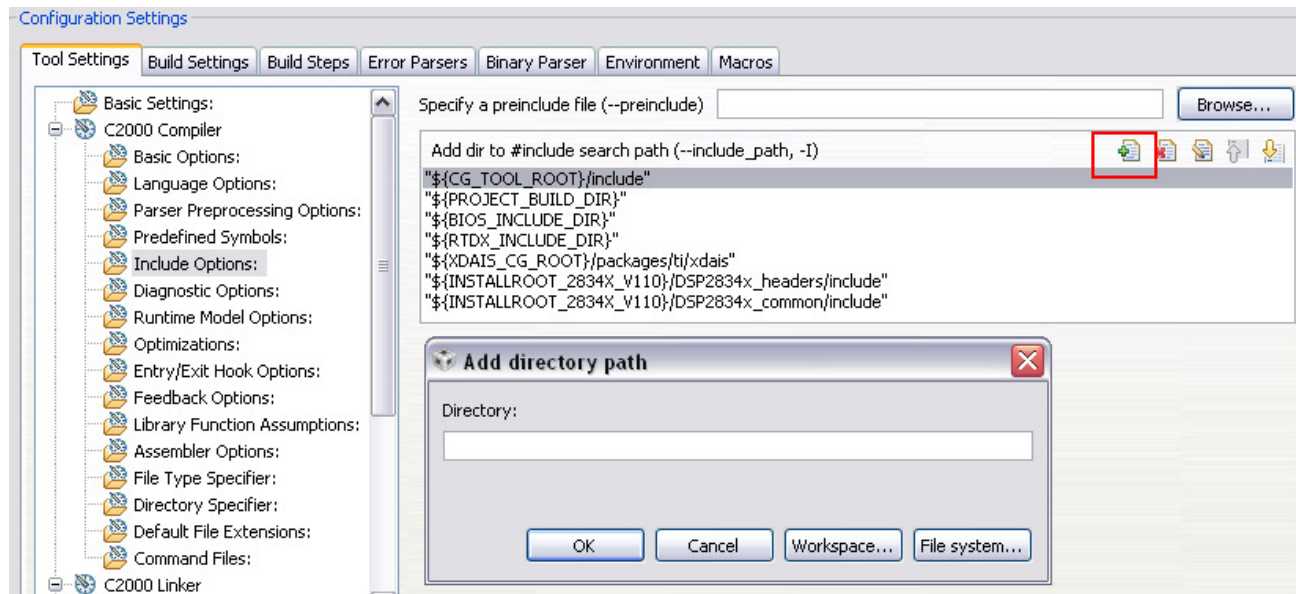 Configuration Settings
Tool Settings Build Settings Build Steps Error Parsers Binary Parser Environment Macros
Basic Settings:
C2000 Compiler
Basic Options:
Language Options:
Parser Preprocessing Options:
Predefined Symbols:
Include Options:
Diagnostic Options:
Runtime Model Options:
Optimizations:
Entry/Exit Hook Options:
Feedback Options:
Library Function Assumptions:
Assembler Options:
File Type Specifier:
Directory Specifier:
Default File Extensions:
Command Files:
C2000 Linker
Specify a preinclude file (--preinclude) Browse...
Add dir to #include search path (--include_path, -I)
"${CG_TOOL_ROOT}/include"
"${PROJECT_BUILD_DIR}"
"${BIOS_INCLUDE_DIR}"
"${RTDX_INCLUDE_DIR}"
"${XDAIS_CG_ROOT}/packages/ti/xdais"
"${INSTALLROOT_2834X_V110}/DSP2834x_headers/include"
"${INSTALLROOT_2834X_V110}/DSP2834x_common/include"
Add directory path
Directory:
OK Cancel Workspace... File system...